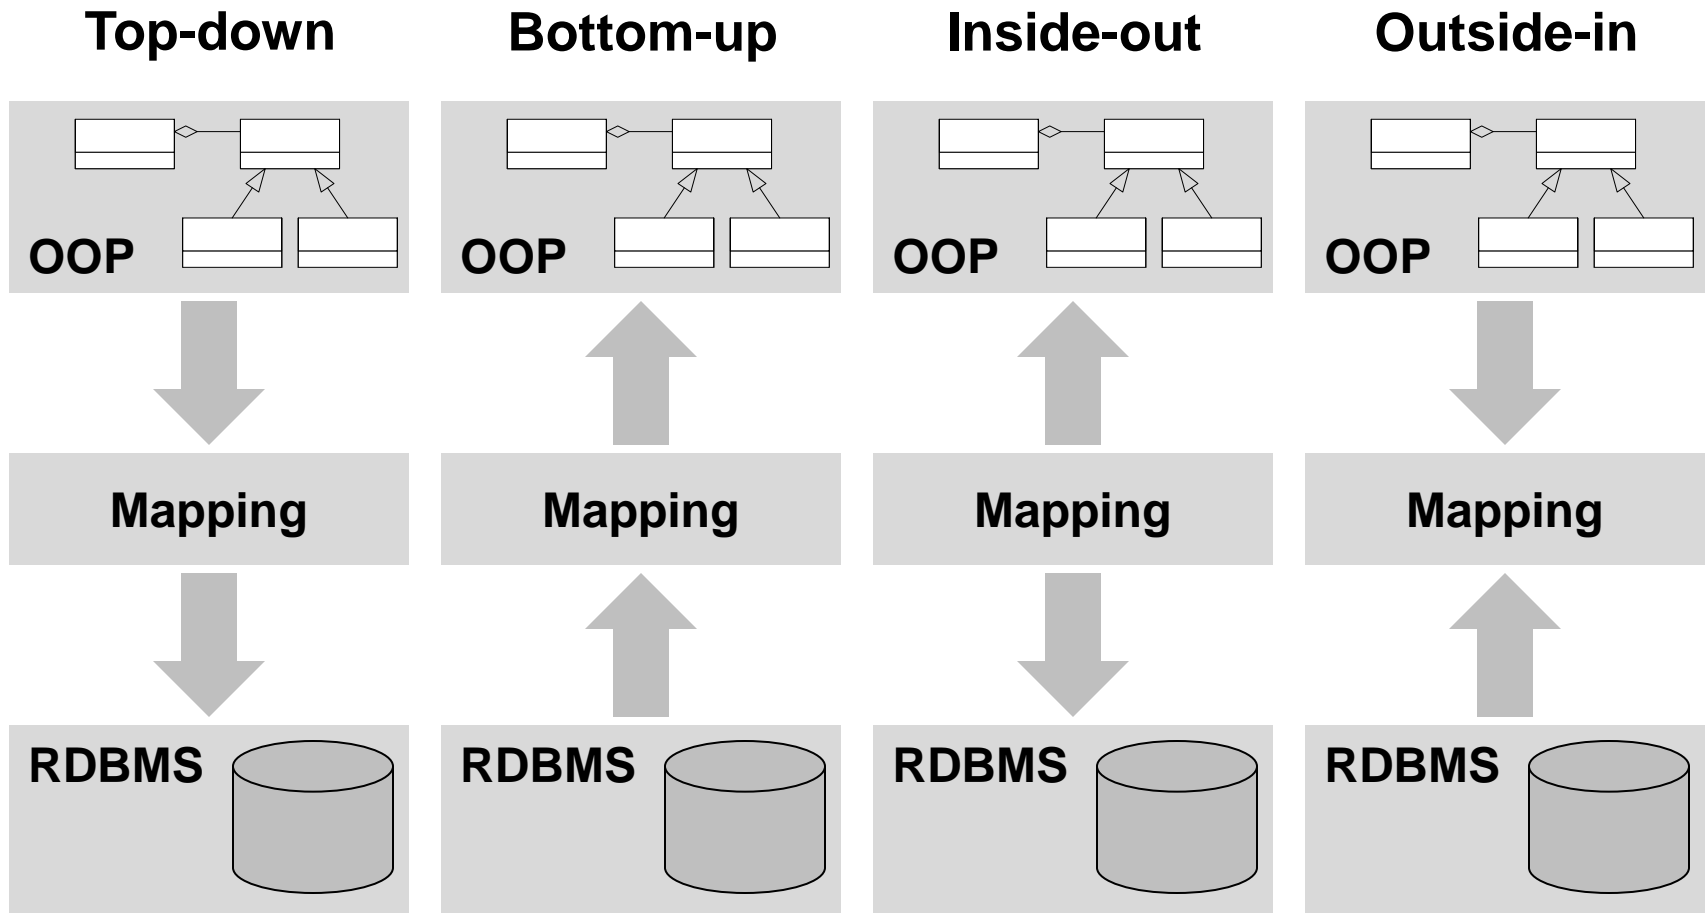 Top-down
Bottom-up
Inside-out
Outside-in
OOP
OOP
OOP
OOP
Mapping
Mapping
Mapping
Mapping
RDBMS
RDBMS
RDBMS
RDBMS